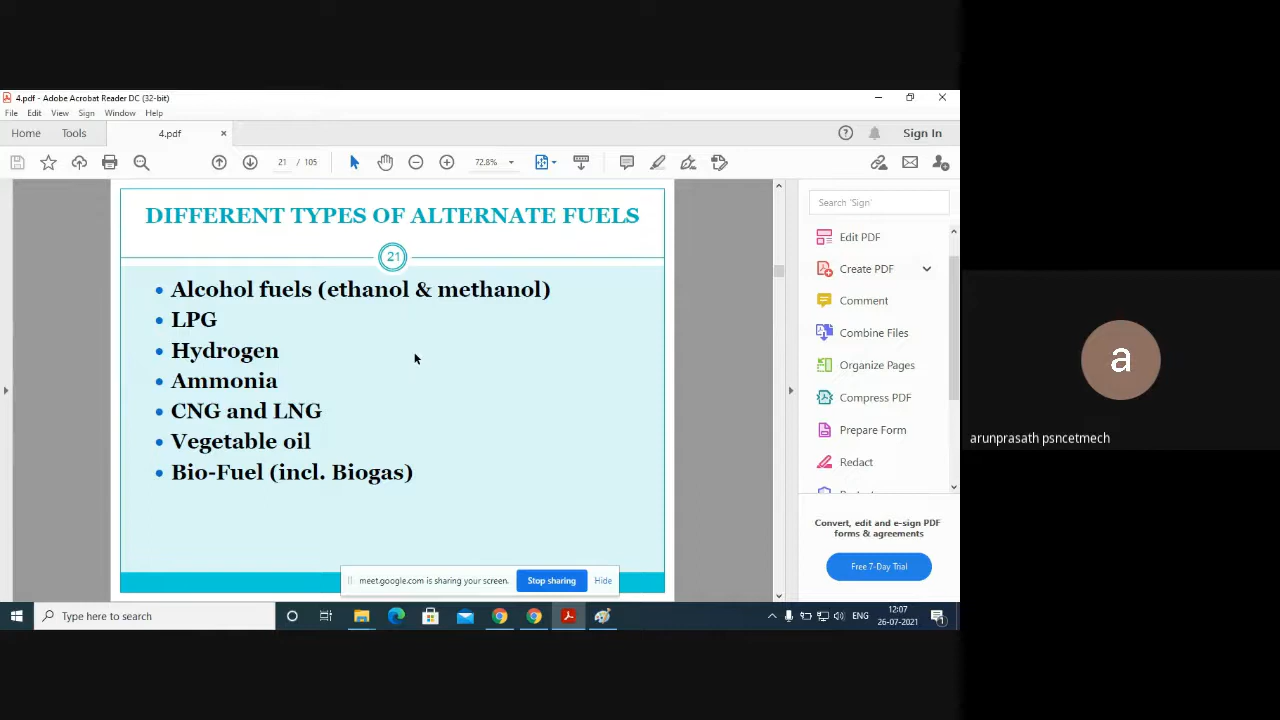 4.pdf - Adobe Acrobat Reader DC (32-bit)
File Edit View Sign Window Help
Home Tools 4.pdf × Sign In
21 / 105 72.8%
DIFFERENT TYPES OF ALTERNATE FUELS
21
• Alcohol fuels (ethanol & methanol)
• LPG
• Hydrogen
• Ammonia
• CNG and LNG
• Vegetable oil
• Bio-Fuel (incl. Biogas)
Search 'Sign'
Edit PDF
Create PDF
Comment
Combine Files
Organize Pages
Compress PDF
Prepare Form
Redact
Convert, edit and e-sign PDF
forms & agreements
Free 7-Day Trial
meet.google.com is sharing your screen. Stop sharing Hide
Type here to search
ENG
12:07
26-07-2021
1
a
arunprasath psncetmech